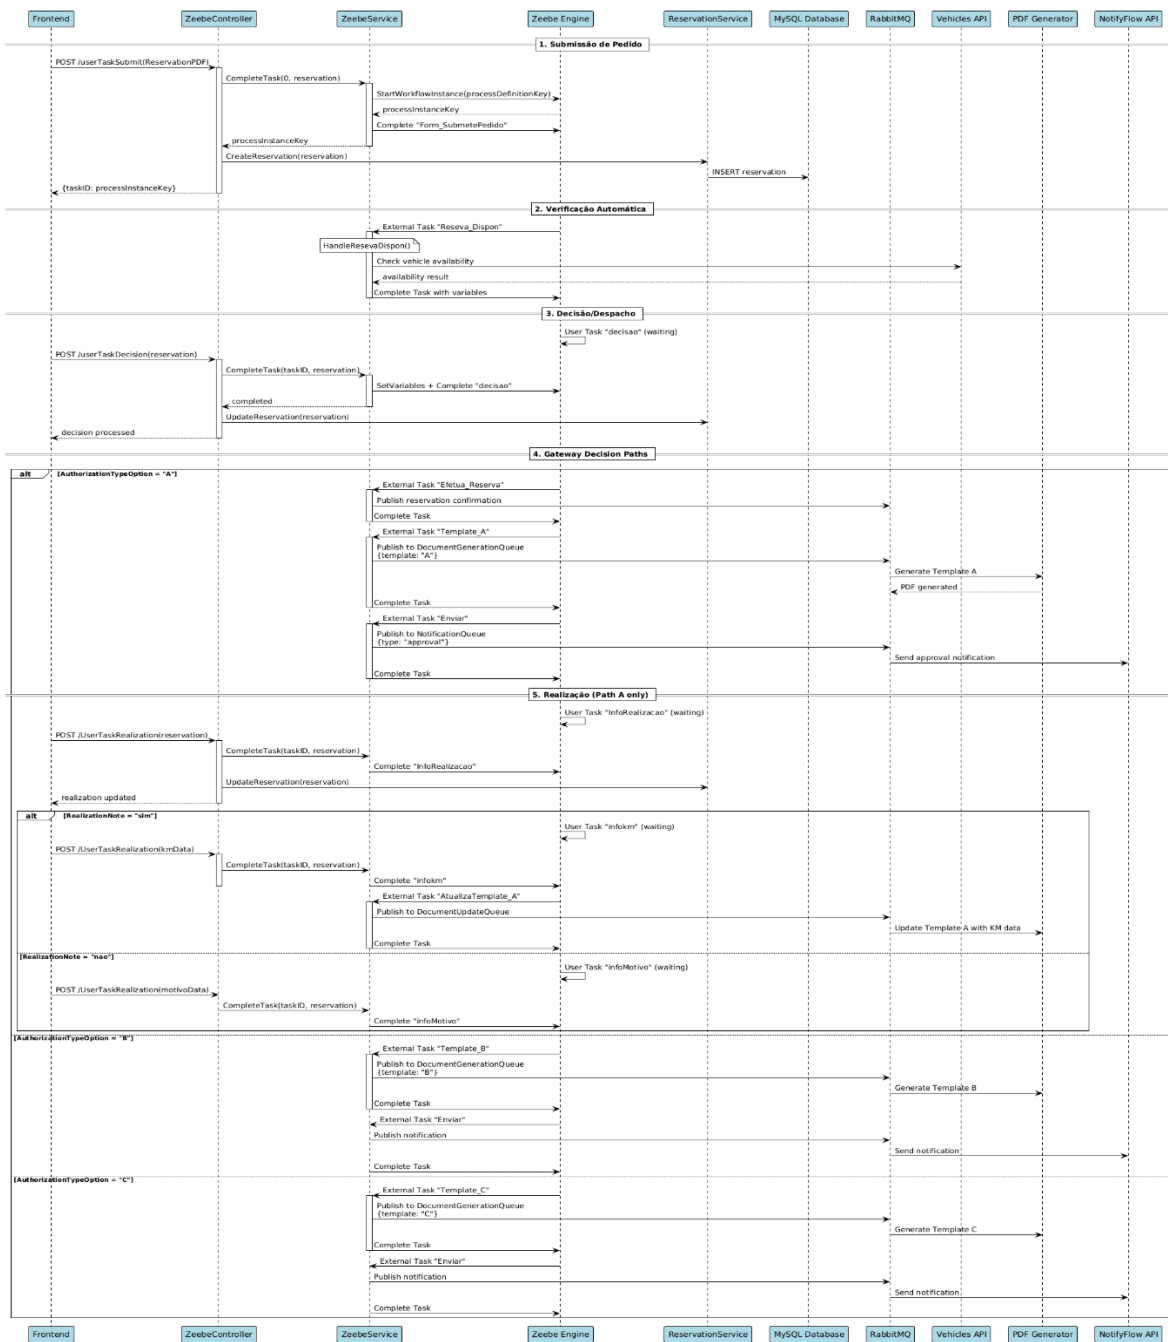 Frontend ZeebeController ZeebeService Zeebe Engine ReservationService MySQL Database RabbitMQ Vehicles API PDF Generator NotifyFlow API
1. Submissão de Pedido
POST /userTaskSubmit(ReservationPDF)
CompleteTask(0, reservation)
StartWorkflowInstance(processDefinitionKey)
processInstanceKey
Complete "Form_SubmetePedido"
processInstanceKey
CreateReservation(reservation)
INSERT reservation
{taskID: processInstanceKey}
2. Verificação Automática
External Task "Reseva_Dispon"
HandleResevaDispon()
Check vehicle availability
availability result
Complete Task with variables
3. Decisão/Despacho
User Task "decisao" (waiting)
POST /userTaskDecision(reservation)
CompleteTask(taskID, reservation)
SetVariables + Complete "decisao"
completed
UpdateReservation(reservation)
decision processed
4. Gateway Decision Paths
alt [AuthorizationTypeOption = "A"]
External Task "Efetua_Reserva"
Publish reservation confirmation
Complete Task
External Task "Template_A"
Publish to DocumentGenerationQueue
{template: "A"}
Generate Template A
PDF generated
Complete Task
External Task "Enviar"
Publish to NotificationQueue
{type: "approval"}
Send approval notification
Complete Task
5. Realização (Path A only)
User Task "InfoRealizacao" (waiting)
POST /UserTaskRealization(reservation)
CompleteTask(taskID, reservation)
Complete "InfoRealizacao"
UpdateReservation(reservation)
realization updated
alt [RealizationNote = "sim"]
User Task "infokm" (waiting)
POST /UserTaskRealization(kmData)
CompleteTask(taskID, reservation)
Complete "infokm"
External Task "AtualizaTemplate_A"
Publish to DocumentUpdateQueue
Update Template A with KM data
Complete Task
[RealizationNote = "nao"]
User Task "infoMotivo" (waiting)
POST /UserTaskRealization(motivoData)
CompleteTask(taskID, reservation)
Complete "infoMotivo"
[AuthorizationTypeOption = "B"]
External Task "Template_B"
Publish to DocumentGenerationQueue
{template: "B"}
Generate Template B
Complete Task
External Task "Enviar"
Publish notification
Send notification
Complete Task
[AuthorizationTypeOption = "C"]
External Task "Template_C"
Publish to DocumentGenerationQueue
{template: "C"}
Generate Template C
Complete Task
External Task "Enviar"
Publish notification
Send notification
Complete Task
Frontend ZeebeController ZeebeService Zeebe Engine ReservationService MySQL Database RabbitMQ Vehicles API PDF Generator NotifyFlow API